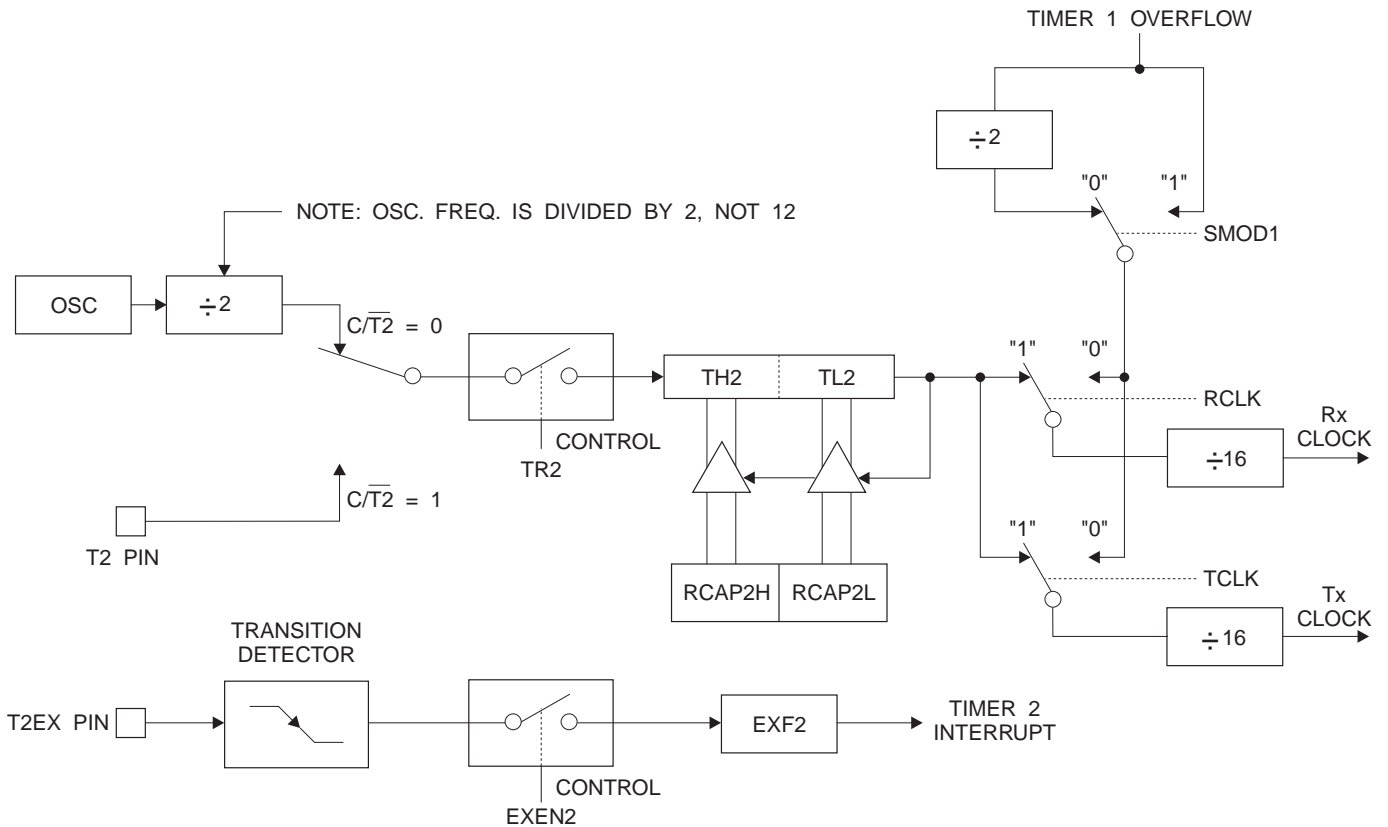 TIMER 1 OVERFLOW
÷2
"0" "1"
SMOD1
NOTE: OSC. FREQ. IS DIVIDED BY 2, NOT 12
OSC
÷2
C/T2̅ = 0
"1" "0"
TH2 TL2
RCLK
Rx
CLOCK
CONTROL
TR2
÷16
C/T2̅ = 1
T2 PIN
"1" "0"
RCAP2H RCAP2L
TCLK
Tx
CLOCK
÷16
TRANSITION
DETECTOR
T2EX PIN
EXF2
TIMER 2
INTERRUPT
CONTROL
EXEN2